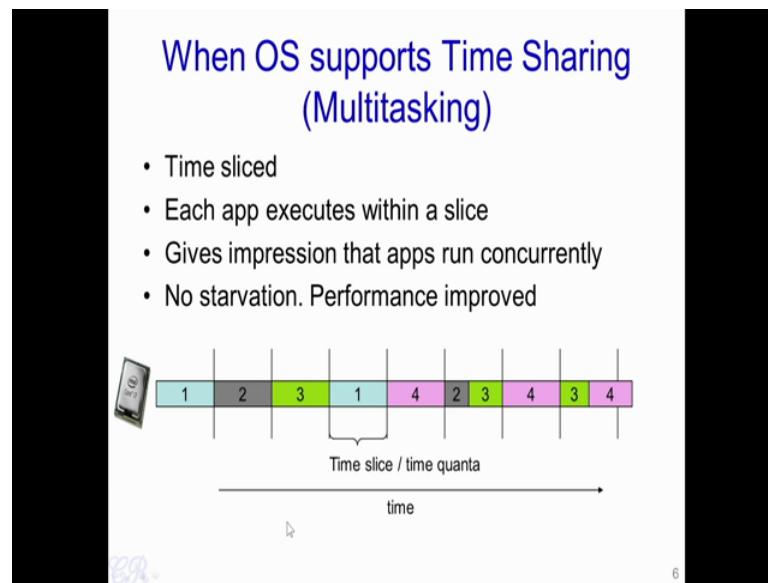 When OS supports Time Sharing
(Multitasking)
• Time sliced
• Each app executes within a slice
• Gives impression that apps run concurrently
• No starvation. Performance improved
1 2 3 1 4 2 3 4 3 4
Time slice / time quanta
time
6